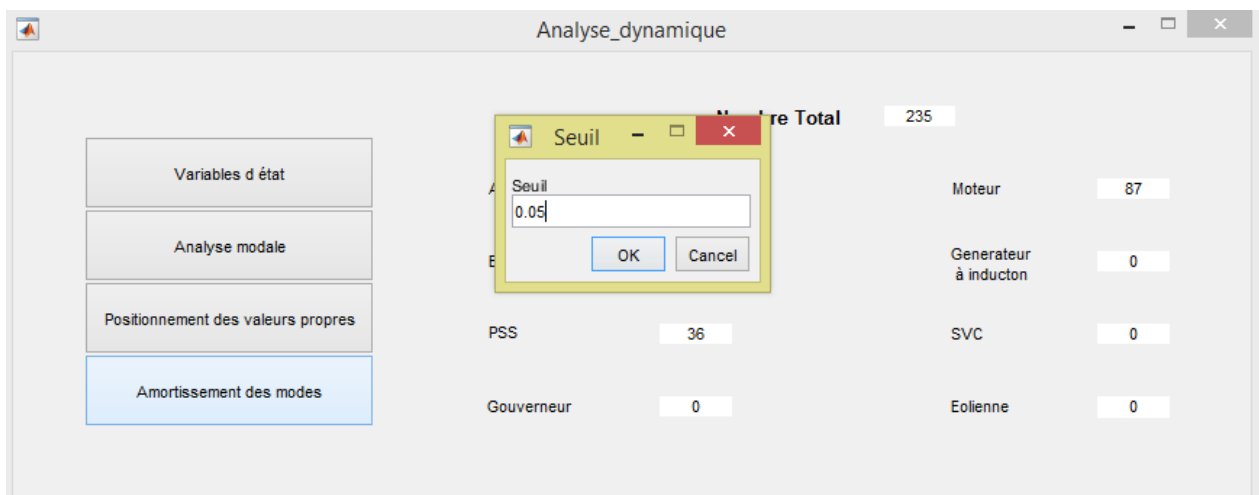 Analyse_dynamique
re Total 235
Seuil
Seuil
0.05
OK Cancel
Variables d état
Analyse modale
Positionnement des valeurs propres
Amortissement des modes
PSS 36
Gouverneur 0
Moteur 87
Generateur
à inducton 0
SVC 0
Eolienne 0